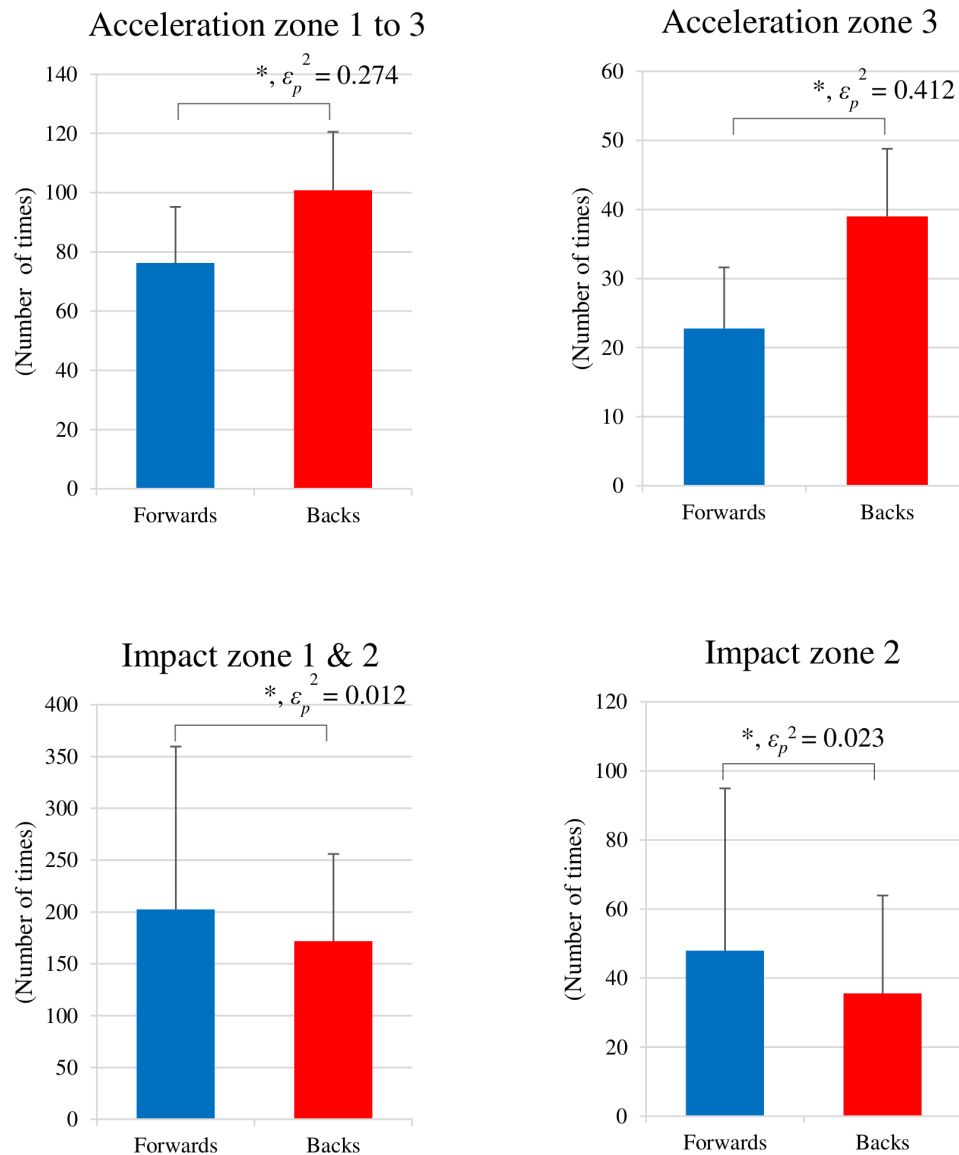 Acceleration zone 1 to 3
*, εp² = 0.274
(Number of times)
140
120
100
80
60
40
20
0
Forwards Backs
Acceleration zone 3
*, εp² = 0.412
(Number of times)
60
50
40
30
20
10
0
Forwards Backs
Impact zone 1 & 2
*, εp² = 0.012
(Number of times)
400
350
300
250
200
150
100
50
0
Forwards Backs
Impact zone 2
*, εp² = 0.023
(Number of times)
120
100
80
60
40
20
0
Forwards Backs